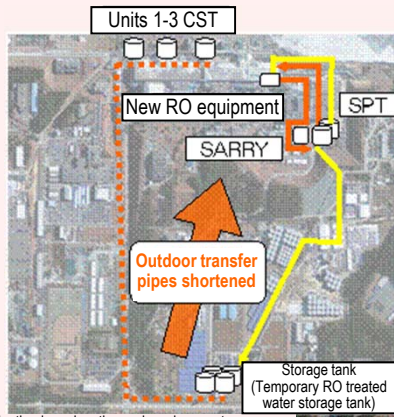 Units 1-3 CST
New RO equipment
SPT
SARRY
Outdoor transfer
pipes shortened
Storage tank
(Temporary RO treated
water storage tank)